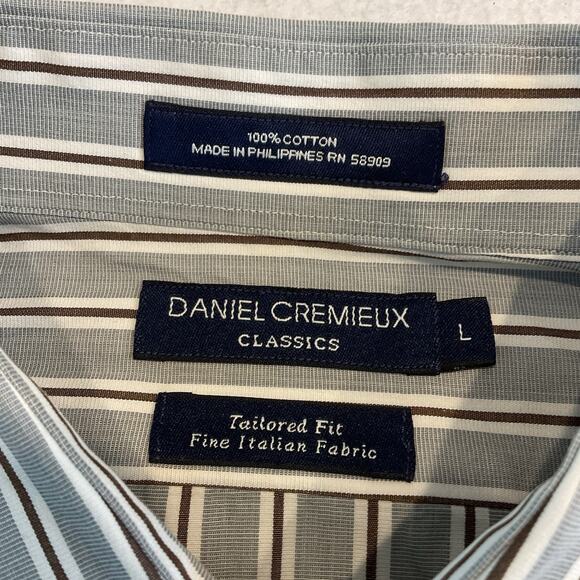 100% COTTON
MADE IN PHILIPPINES RN 58909
DANIEL CREMIEUX
CLASSICS
L
Tailored Fit
Fine Italian Fabric